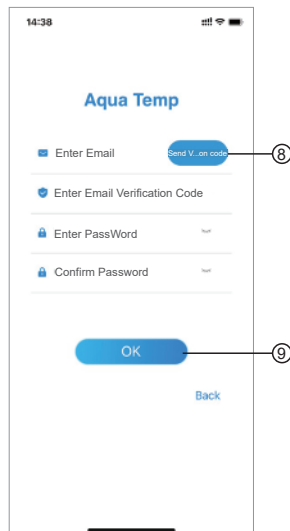 14:38
Aqua Temp
Enter Email
Send V...on code
⑧
Enter Email Verification Code
Enter PassWord
Confirm Password
OK
⑨
Back